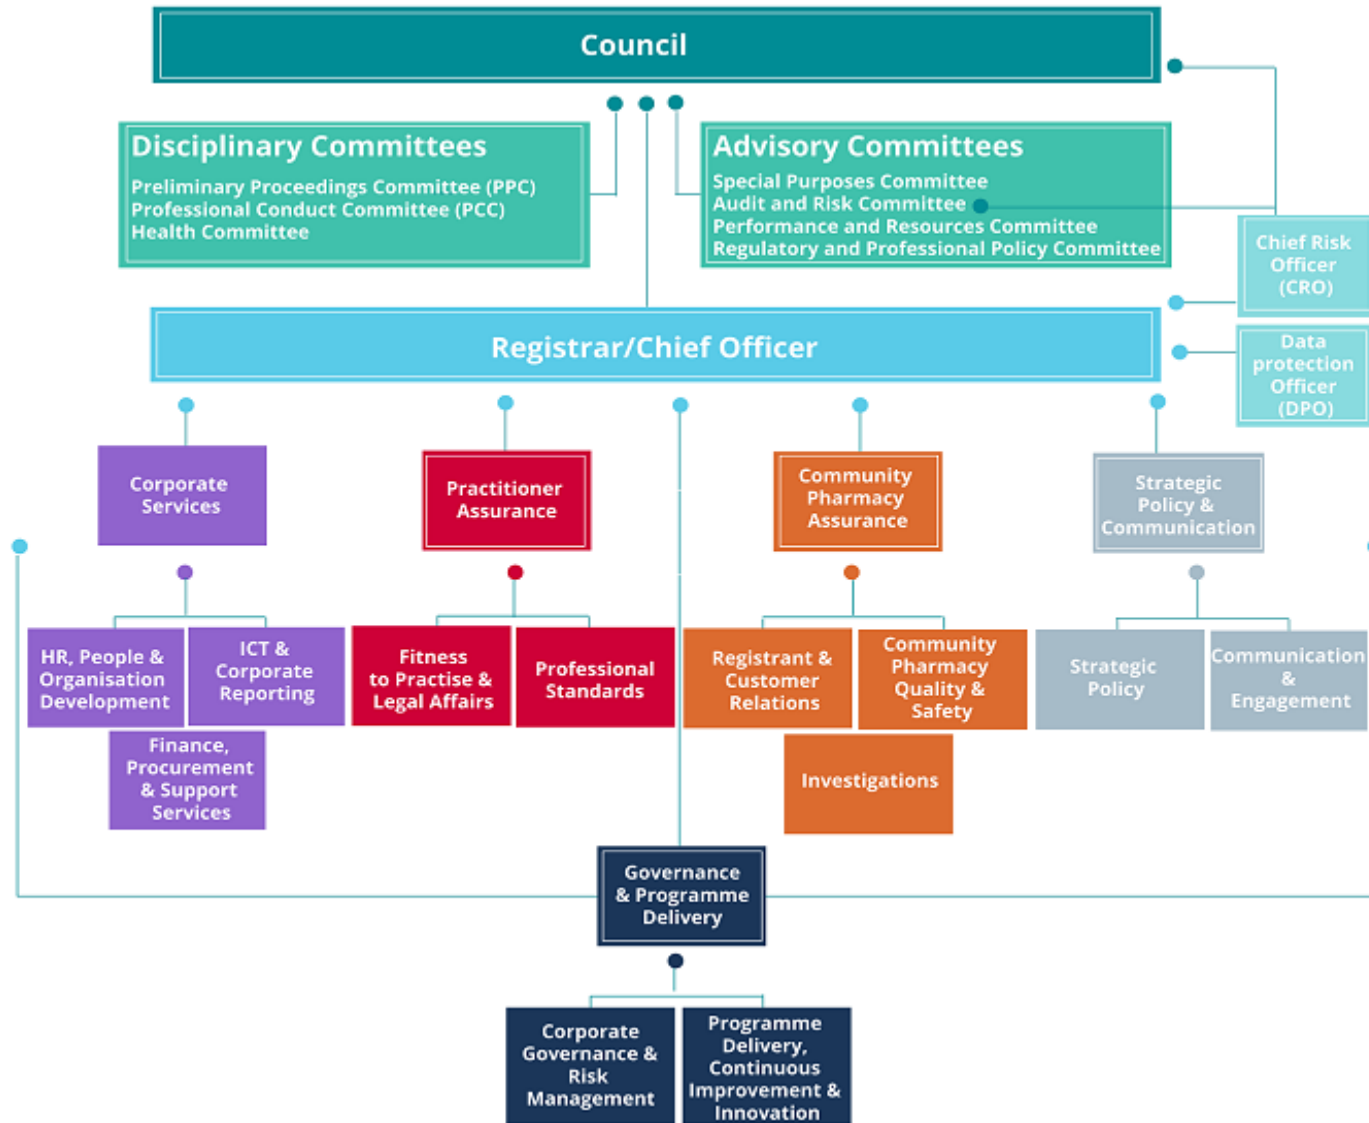 Council
Disciplinary Committees
Preliminary Proceedings Committee (PPC)
Professional Conduct Committee (PCC)
Health Committee
Advisory Committees
Special Purposes Committee
Audit and Risk Committee
Performance and Resources Committee
Regulatory and Professional Policy Committee
Chief Risk
Officer
(CRO)
Registrar/Chief Officer
Data
protection
Officer
(DPO)
Corporate
Services
Practitioner
Assurance
Community
Pharmacy
Assurance
Strategic
Policy &
Communication
HR, People &
Organisation
Development
ICT &
Corporate
Reporting
Finance,
Procurement
& Support
Services
Fitness
to Practise &
Legal Affairs
Professional
Standards
Registrant &
Customer
Relations
Community
Pharmacy
Quality &
Safety
Investigations
Strategic
Policy
Communication
&
Engagement
Governance
& Programme
Delivery
Corporate
Governance &
Risk
Management
Programme
Delivery,
Continuous
Improvement &
Innovation